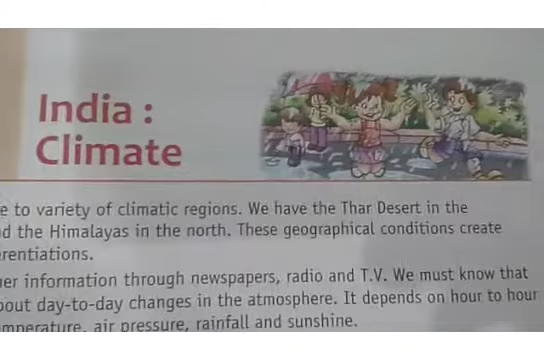 India :
Climate
e to variety of climatic regions. We have the Thar Desert in the
d the Himalayas in the north. These geographical conditions create
rentiations.
er information through newspapers, radio and T.V. We must know that
bout day-to-day changes in the atmosphere. It depends on hour to hour
mperature, air pressure, rainfall and sunshine.